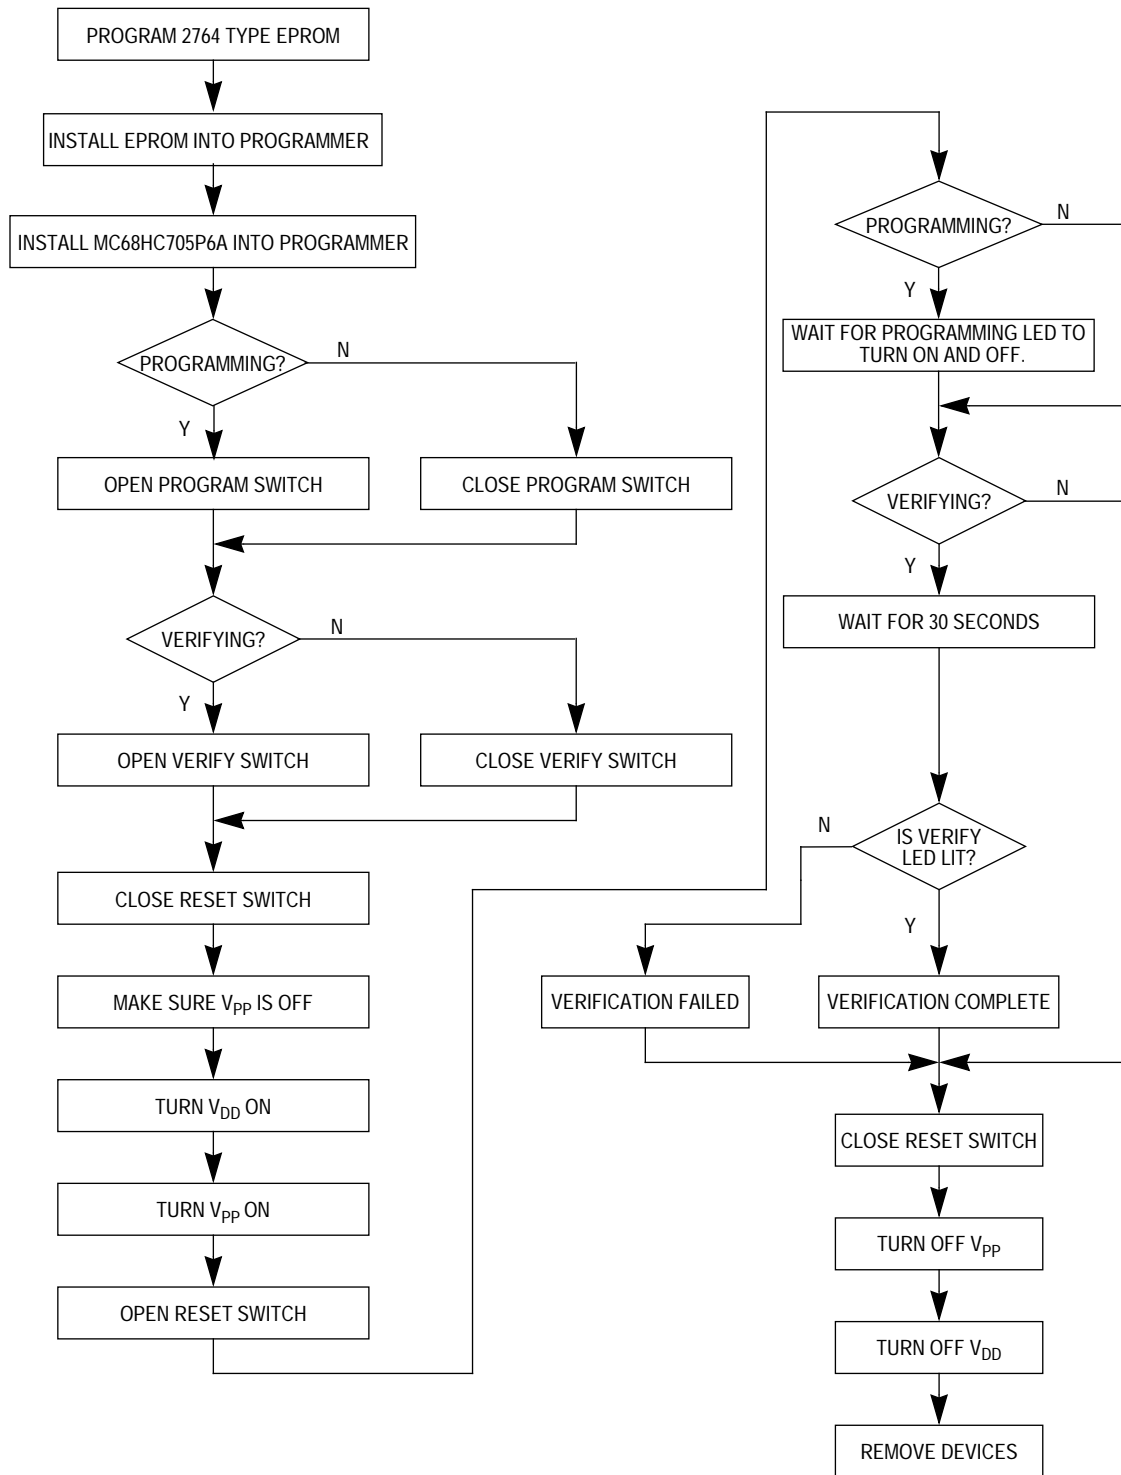 PROGRAM 2764 TYPE EPROM
INSTALL EPROM INTO PROGRAMMER
INSTALL MC68HC705P6A INTO PROGRAMMER
PROGRAMMING?
N
Y
OPEN PROGRAM SWITCH
CLOSE PROGRAM SWITCH
VERIFYING?
N
Y
OPEN VERIFY SWITCH
CLOSE VERIFY SWITCH
CLOSE RESET SWITCH
MAKE SURE VPP IS OFF
TURN VDD ON
TURN VPP ON
OPEN RESET SWITCH
PROGRAMMING?
N
Y
WAIT FOR PROGRAMMING LED TO
TURN ON AND OFF.
VERIFYING?
N
Y
WAIT FOR 30 SECONDS
IS VERIFY
LED LIT?
N
Y
VERIFICATION FAILED
VERIFICATION COMPLETE
CLOSE RESET SWITCH
TURN OFF VPP
TURN OFF VDD
REMOVE DEVICES